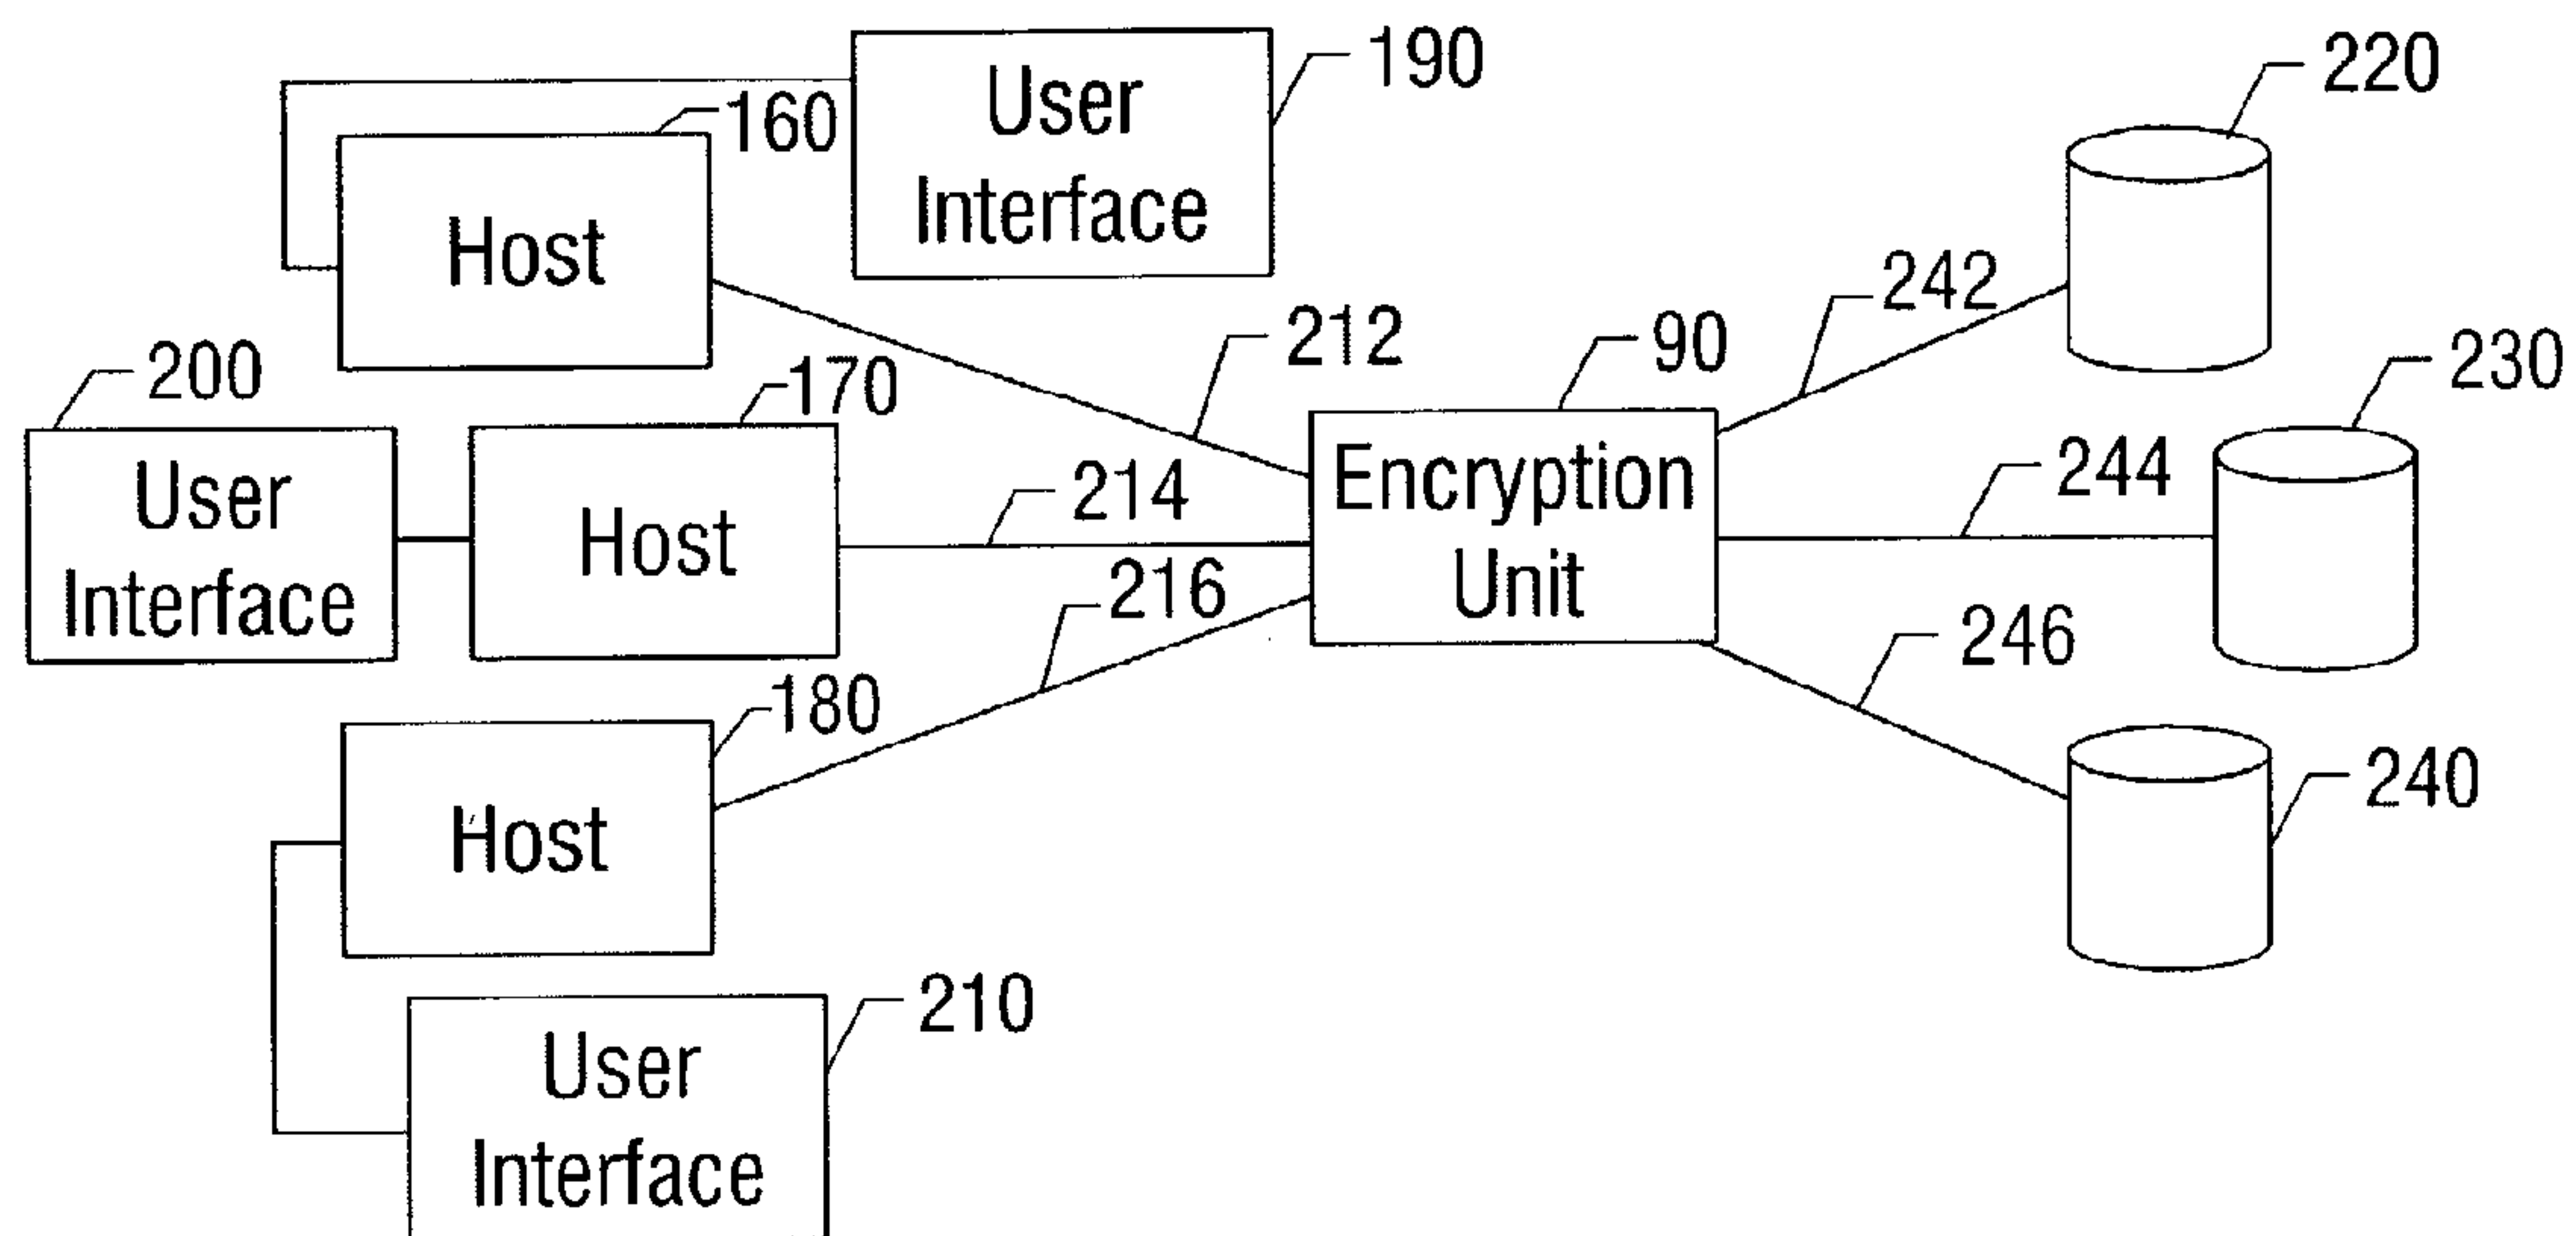 User
Interface
190
220
160
Host
242
212
90
230
200
170
User
Interface
Host
214
Encryption
Unit
244
216
246
180
Host
240
210
User
Interface